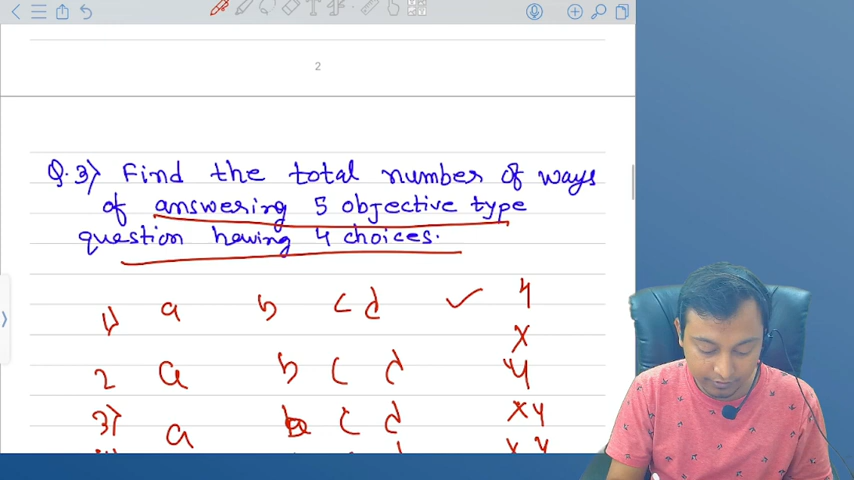 2
Q.3) Find the total number of ways
of answering 5 objective type
question having 4 choices.
1) a b c d ✓ 4
x
2 a b c d 4
3) a b c d x 4
x 4